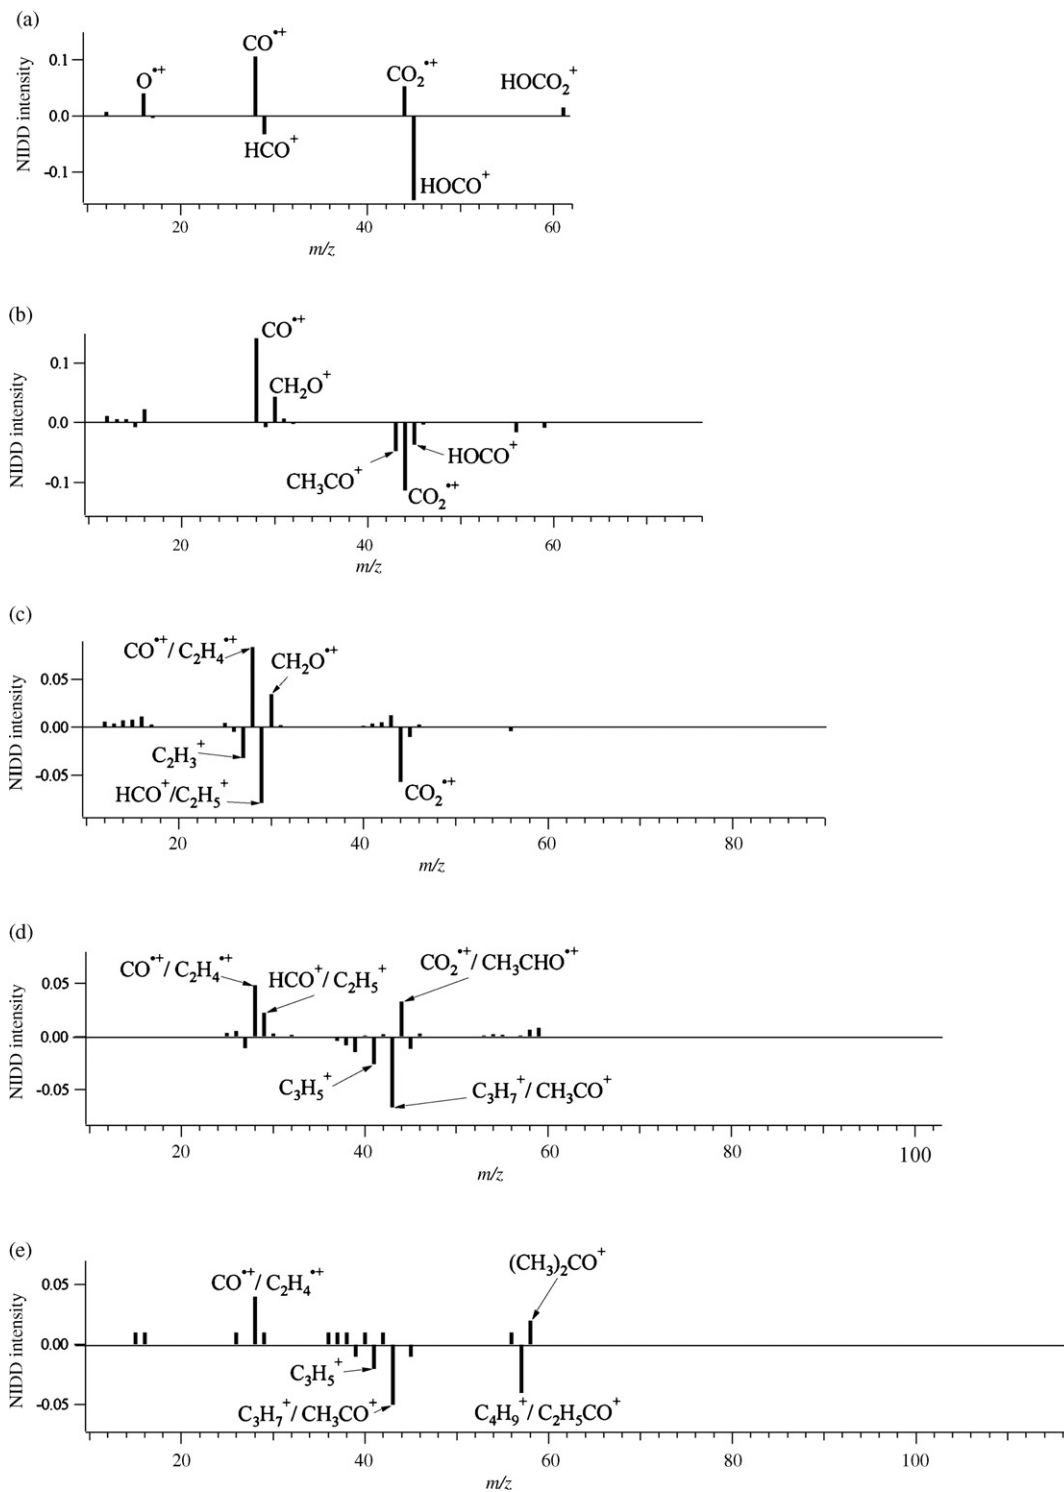 (a)
NIDD intensity
0.1
0.0
-0.1
O•+
CO•+
HCO+
CO2•+
HOCO+
HOCO2+
20 40 60
m/z
(b)
NIDD intensity
0.1
0.0
-0.1
CO•+
CH2O+
CH3CO+
CO2•+
HOCO+
20 40 60
m/z
(c)
NIDD intensity
0.05
0.00
-0.05
CO•+/C2H4•+
CH2O•+
C2H3+
HCO+/C2H5+
CO2•+
20 40 60 80
m/z
(d)
NIDD intensity
0.05
0.00
-0.05
CO•+/C2H4•+
HCO+/C2H5+
CO2•+/CH3CHO•+
C3H5+
C3H7+/CH3CO+
20 40 60 80 100
m/z
(e)
NIDD intensity
0.05
0.00
-0.05
CO•+/C2H4•+
(CH3)2CO+
C3H5+
C3H7+/CH3CO+
C4H9+/C2H5CO+
20 40 60 80 100
m/z